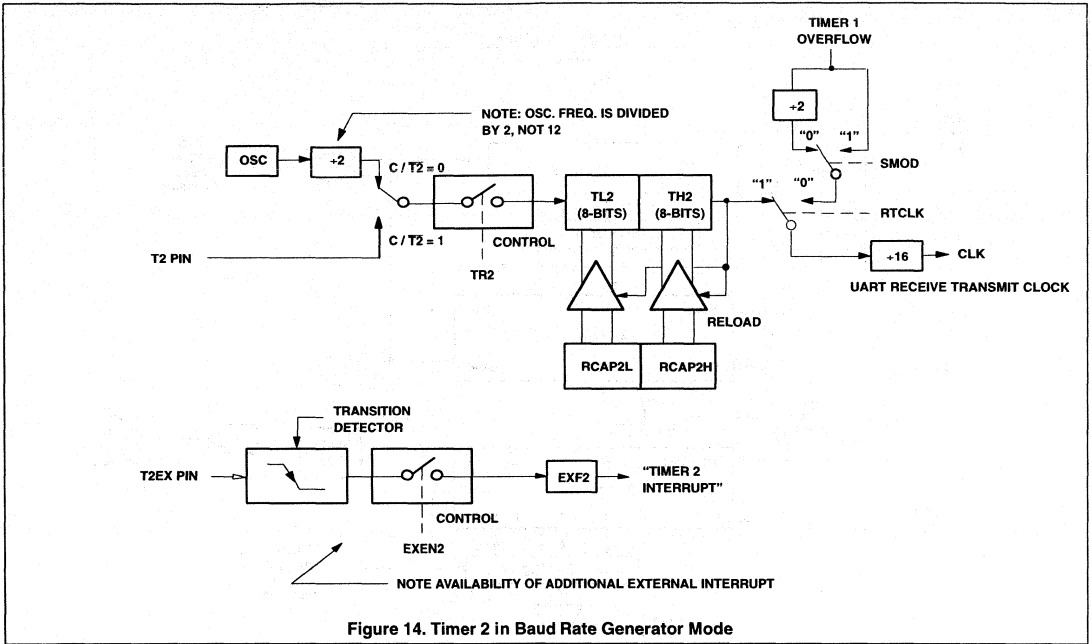 TIMER 1
OVERFLOW
÷2
"0" "1"
SMOD
NOTE: OSC. FREQ. IS DIVIDED
BY 2, NOT 12
OSC
÷2
C / T̅2̅ = 0
C / T̅2̅ = 1
T2 PIN
CONTROL
TR2
TL2
(8-BITS)
TH2
(8-BITS)
"1" "0"
RTCLK
÷16
CLK
UART RECEIVE TRANSMIT CLOCK
RELOAD
RCAP2L
RCAP2H
TRANSITION
DETECTOR
T2EX PIN
CONTROL
EXEN2
EXF2
"TIMER 2
INTERRUPT"
NOTE AVAILABILITY OF ADDITIONAL EXTERNAL INTERRUPT
Figure 14. Timer 2 in Baud Rate Generator Mode